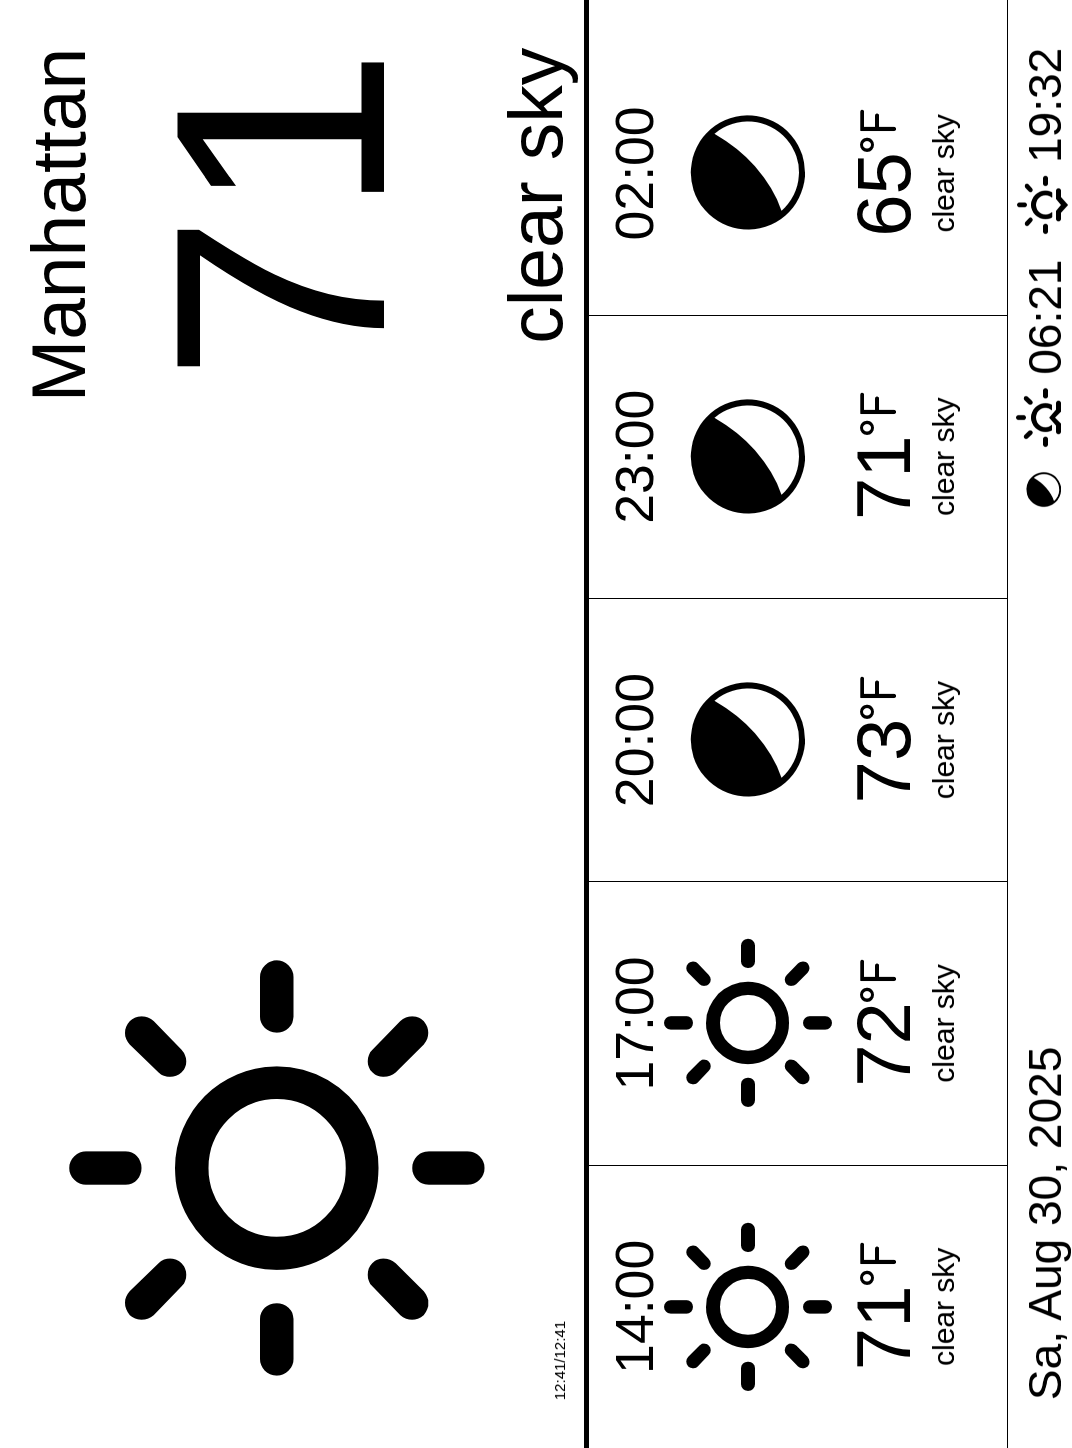 Manhattan
71
clear sky
12:41/12:41
14:00 17:00 20:00 23:00 02:00
71°F 72°F 73°F 71°F 65°F
clear sky clear sky clear sky clear sky clear sky
Sa, Aug 30, 2025 06:21 19:32